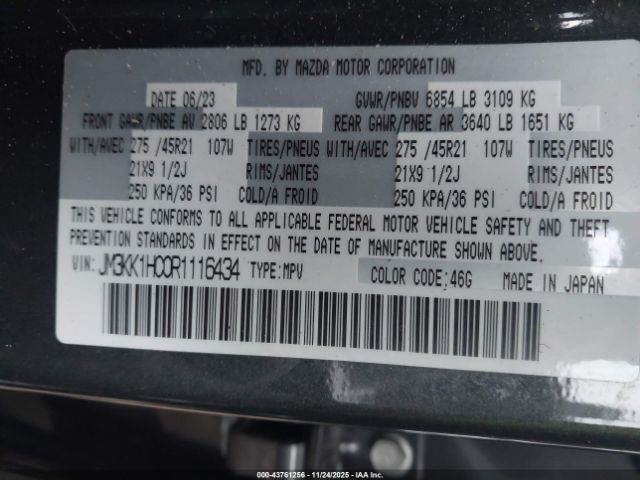 MFD. BY MAZDA MOTOR CORPORATION
DATE 06/23 GVWR/PNBV 6854 LB 3109 KG
FRONT GAWR/PNBE AV 2806 LB 1273 KG REAR GAWR/PNBE AR 3640 LB 1651 KG
WITH/AVEC 275 /45R21 107W TIRES/PNEUS WITH/AVEC 275 /45R21 107W TIRES/PNEUS
21X9 1/2J RIMS/JANTES 21X9 1/2J RIMS/JANTES
250 KPA/36 PSI COLD/A FROID 250 KPA/36 PSI COLD/A FROID
THIS VEHICLE CONFORMS TO ALL APPLICABLE FEDERAL MOTOR VEHICLE SAFETY AND THEFT
PREVENTION STANDARDS IN EFFECT ON THE DATE OF MANUFACTURE SHOWN ABOVE.
VIN: JM3KK1HC0R1116434 TYPE:MPV COLOR CODE:46G MADE IN JAPAN
000-43761256 - 11/24/2025 - IAAI.COM